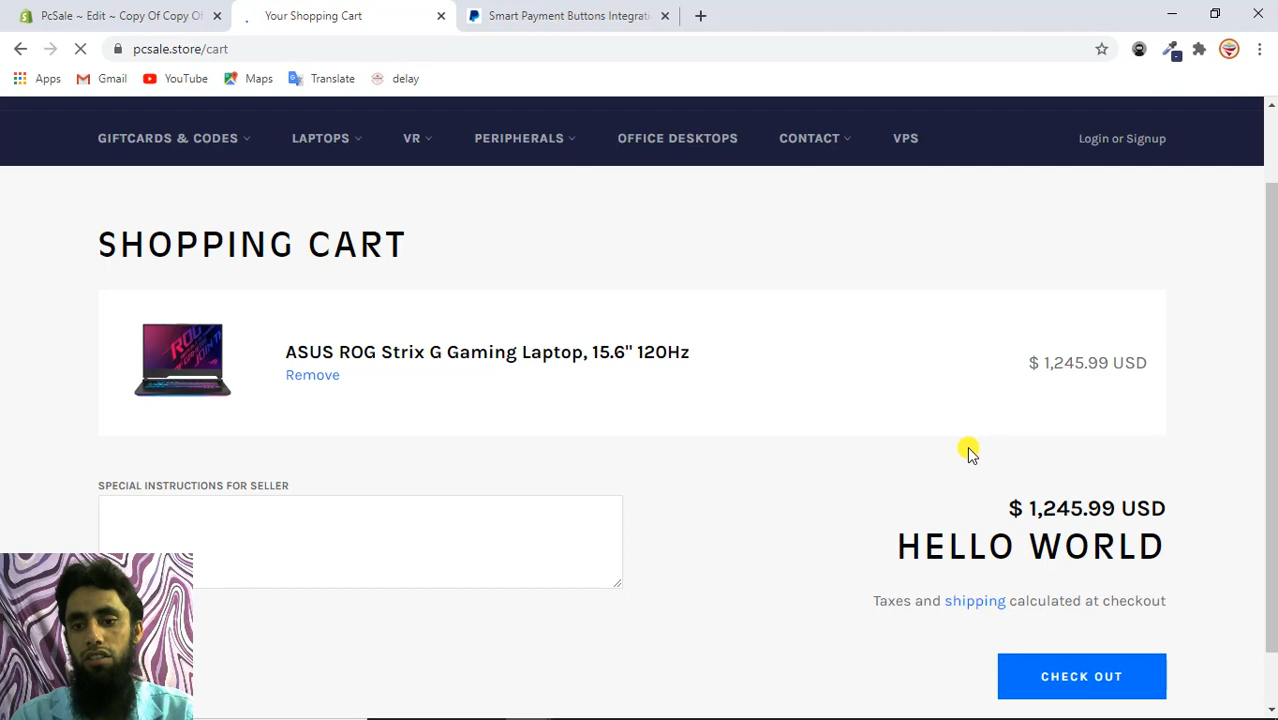 PcSale ~ Edit ~ Copy Of Copy Of
Your Shopping Cart
Smart Payment Buttons Integrati
pcsale.store/cart
Apps
Gmail
YouTube
Maps
Translate
delay
GIFTCARDS & CODES
LAPTOPS
VR
PERIPHERALS
OFFICE DESKTOPS
CONTACT
VPS
Login or Signup
SHOPPING CART
ASUS ROG Strix G Gaming Laptop, 15.6" 120Hz
Remove
$ 1,245.99 USD
SPECIAL INSTRUCTIONS FOR SELLER
$ 1,245.99 USD
HELLO WORLD
Taxes and shipping calculated at checkout
CHECK OUT